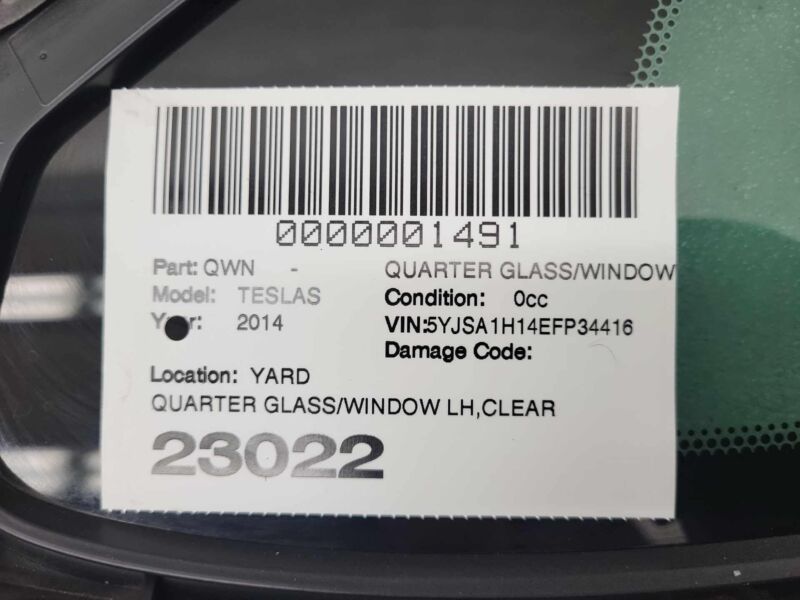 0000001491
Part: QWN - QUARTER GLASS/WINDOW
Model: TESLAS Condition: 0cc
Year: 2014 VIN:5YJSA1H14EFP34416
Damage Code:
Location: YARD
QUARTER GLASS/WINDOW LH,CLEAR
23022